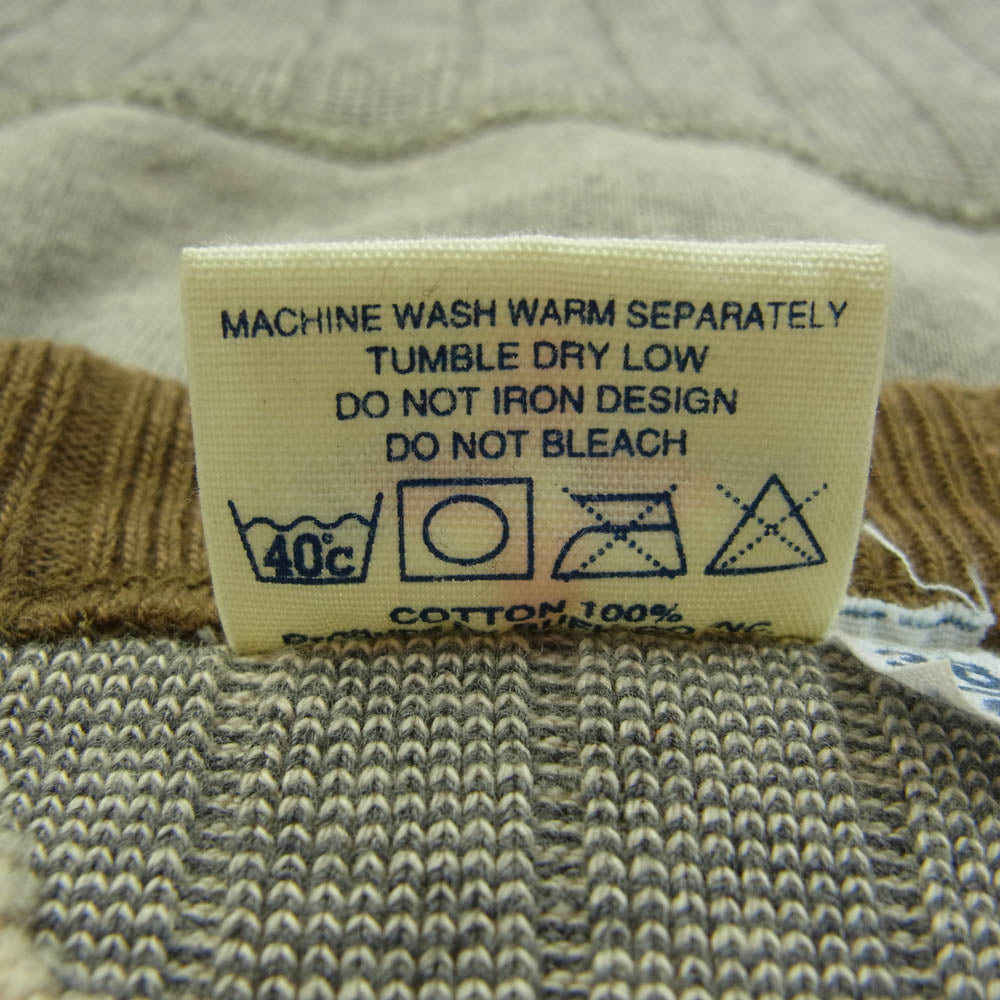 MACHINE WASH WARM SEPARATELY
TUMBLE DRY LOW
DO NOT IRON DESIGN
DO NOT BLEACH
40°C
COTTON 100%